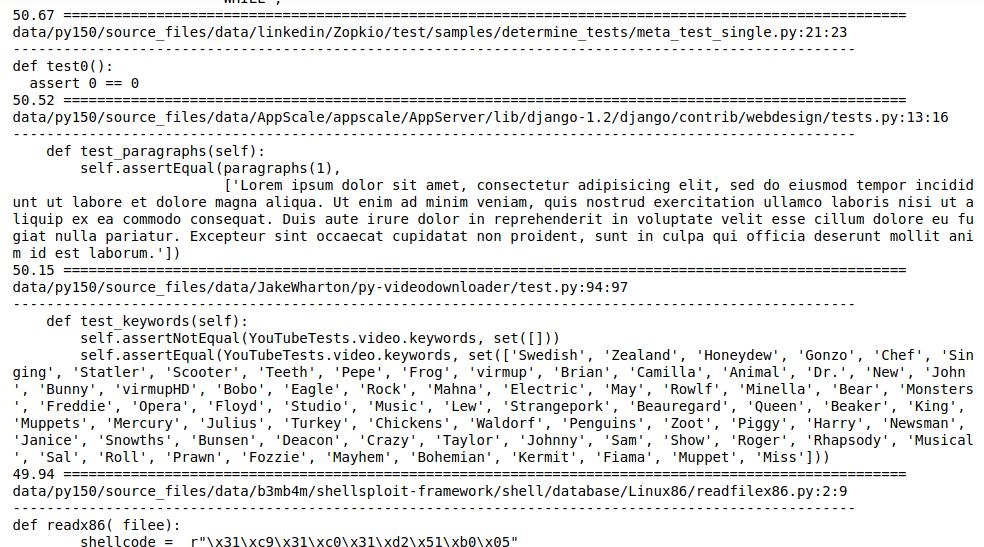 WHILE",
50.67 =====================================================================================================
data/py150/source_files/data/linkedin/Zopkio/test/samples/determine_tests/meta_test_single.py:21:23
-----------------------------------------------------------------------------------------------------
def test0():
  assert 0 == 0
50.52 =====================================================================================================
data/py150/source_files/data/AppScale/appscale/AppServer/lib/django-1.2/django/contrib/webdesign/tests.py:13:16
-----------------------------------------------------------------------------------------------------
    def test_paragraphs(self):
        self.assertEqual(paragraphs(1),
                         ['Lorem ipsum dolor sit amet, consectetur adipisicing elit, sed do eiusmod tempor incidid
unt ut labore et dolore magna aliqua. Ut enim ad minim veniam, quis nostrud exercitation ullamco laboris nisi ut a
liquip ex ea commodo consequat. Duis aute irure dolor in reprehenderit in voluptate velit esse cillum dolore eu fu
giat nulla pariatur. Excepteur sint occaecat cupidatat non proident, sunt in culpa qui officia deserunt mollit ani
m id est laborum.'])
50.15 =====================================================================================================
data/py150/source_files/data/JakeWharton/py-videodownloader/test.py:94:97
-----------------------------------------------------------------------------------------------------
    def test_keywords(self):
        self.assertNotEqual(YouTubeTests.video.keywords, set([]))
        self.assertEqual(YouTubeTests.video.keywords, set(['Swedish', 'Zealand', 'Honeydew', 'Gonzo', 'Chef', 'Sin
ging', 'Statler', 'Scooter', 'Teeth', 'Pepe', 'Frog', 'virmup', 'Brian', 'Camilla', 'Animal', 'Dr.', 'New', 'John
', 'Bunny', 'virmupHD', 'Bobo', 'Eagle', 'Rock', 'Mahna', 'Electric', 'May', 'Rowlf', 'Minella', 'Bear', 'Monsters
', 'Freddie', 'Opera', 'Floyd', 'Studio', 'Music', 'Lew', 'Strangepork', 'Beauregard', 'Queen', 'Beaker', 'King',
'Muppets', 'Mercury', 'Julius', 'Turkey', 'Chickens', 'Waldorf', 'Penguins', 'Zoot', 'Piggy', 'Harry', 'Newsman',
'Janice', 'Snowths', 'Bunsen', 'Deacon', 'Crazy', 'Taylor', 'Johnny', 'Sam', 'Show', 'Roger', 'Rhapsody', 'Musical
', 'Sal', 'Roll', 'Prawn', 'Fozzie', 'Mayhem', 'Bohemian', 'Kermit', 'Fiama', 'Muppet', 'Miss']))
49.94 =====================================================================================================
data/py150/source_files/data/b3mb4m/shellsploit-framework/shell/database/Linux86/readfilex86.py:2:9
-----------------------------------------------------------------------------------------------------
def readx86( filee):
        shellcode =  r"\x31\xc9\x31\xc0\x31\xd2\x51\xb0\x05"